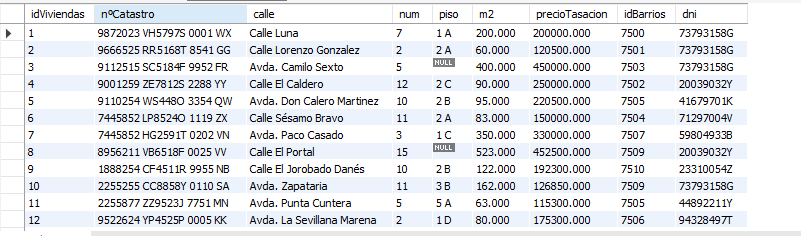 idViviendas nºCatastro calle num piso m2 precioTasacion idBarrios dni
1 9872023 VH5797S 0001 WX Calle Luna 7 1 A 200.000 200000.000 7500 73793158G
2 9666525 RR5168T 8541 GG Calle Lorenzo Gonzalez 2 2 A 60.000 120500.000 7501 73793158G
3 9112515 SC5184F 9952 FR Avda. Camilo Sexto 5 NULL 400.000 450000.000 7503 73793158G
4 9001259 ZE7812S 2288 YY Calle El Caldero 12 2 C 90.000 250000.000 7502 20039032Y
5 9110254 WS448O 3354 QW Avda. Don Calero Martinez 10 2 B 95.000 220500.000 7505 41679701K
6 7445852 LP8524O 1119 ZX Calle Sésamo Bravo 11 2 A 83.000 150000.000 7504 71297004V
7 7445852 HG2591T 0202 VN Avda. Paco Casado 3 1 C 350.000 330000.000 7507 59804933B
8 8956211 VB6518F 0025 VV Calle El Portal 15 NULL 523.000 452500.000 7509 20039032Y
9 1888254 CF4511R 9955 NB Calle El Jorobado Danés 10 2 B 122.000 192300.000 7510 23310054Z
10 2255255 CC8858Y 0110 SA Avda. Zapataria 11 3 B 162.000 126850.000 7509 73793158G
11 2255877 ZZ9523J 7751 MN Avda. Punta Cuntera 5 5 A 63.000 115300.000 7505 44892211Y
12 9522624 YP4525P 0005 KK Avda. La Sevillana Marena 2 1 D 80.000 175300.000 7506 94328497T